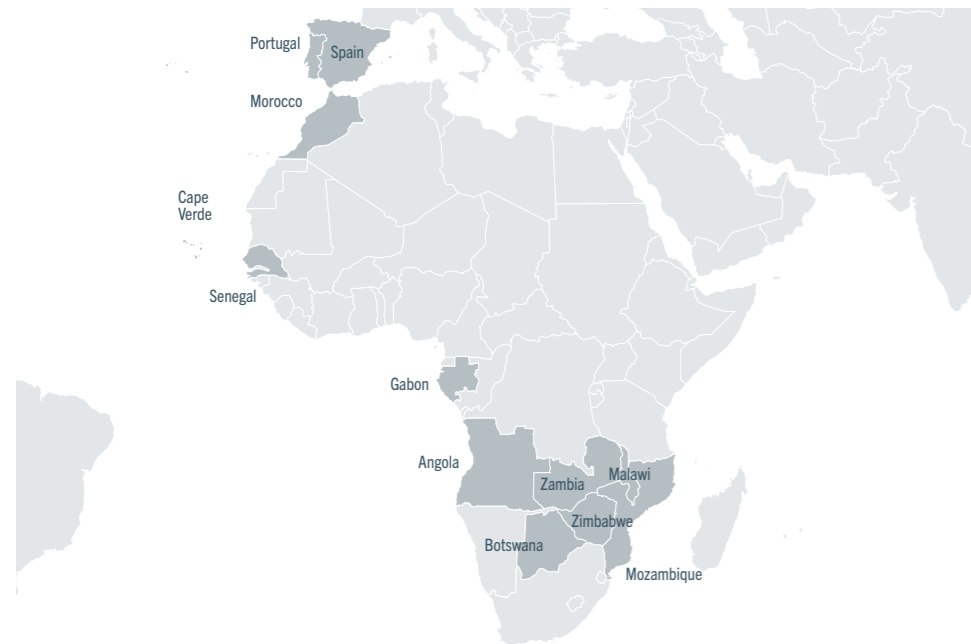 Portugal
Spain
Morocco
Cape
Verde
Senegal
Gabon
Angola
Malawi
Zambia
Zimbabwe
Botswana
Mozambique